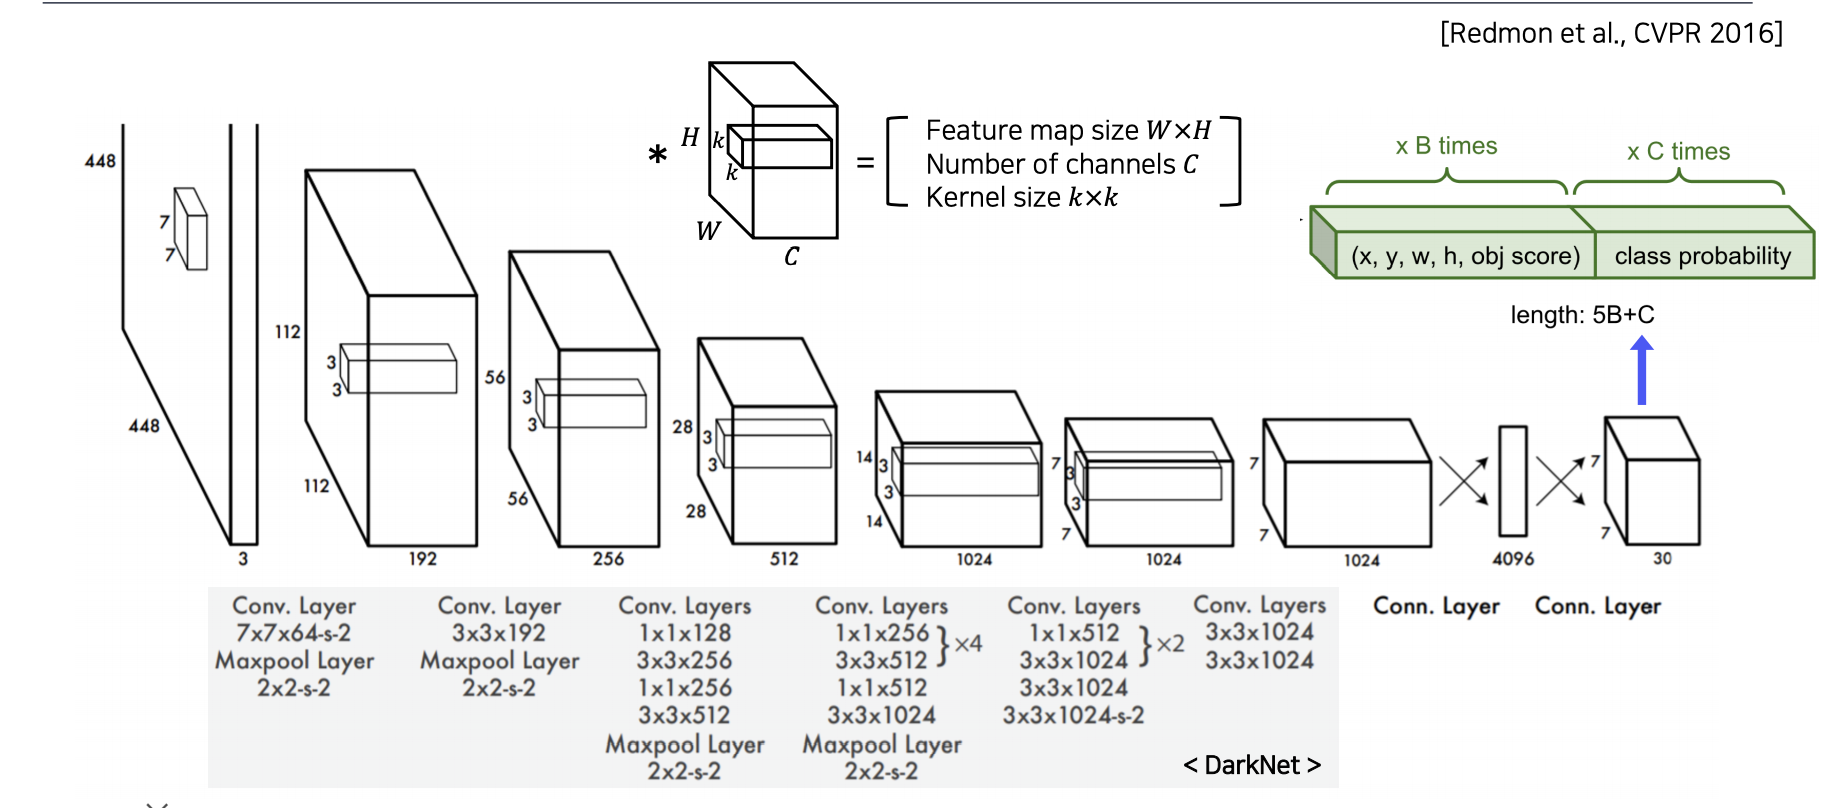 [Redmon et al., CVPR 2016]
* H k k W C =
Feature map size W×H
Number of channels C
Kernel size k×k
x B times
x C times
(x, y, w, h, obj score)
class probability
length: 5B+C
448
448
7
7
3
112
112
3
3
192
56
56
3
3
256
28
28
3
3
512
14
14
3
3
1024
7
7
3
3
1024
7
7
1024
4096
7
7
30
Conv. Layer
7x7x64-s-2
Maxpool Layer
2x2-s-2
Conv. Layer
3x3x192
Maxpool Layer
2x2-s-2
Conv. Layers
1x1x128
3x3x256
1x1x256
3x3x512
Maxpool Layer
2x2-s-2
Conv. Layers
1x1x256
3x3x512
}×4
1x1x512
3x3x1024
Maxpool Layer
2x2-s-2
Conv. Layers
1x1x512
3x3x1024
}×2
3x3x1024
3x3x1024-s-2
Conv. Layers
3x3x1024
3x3x1024
Conn. Layer
Conn. Layer
< DarkNet >